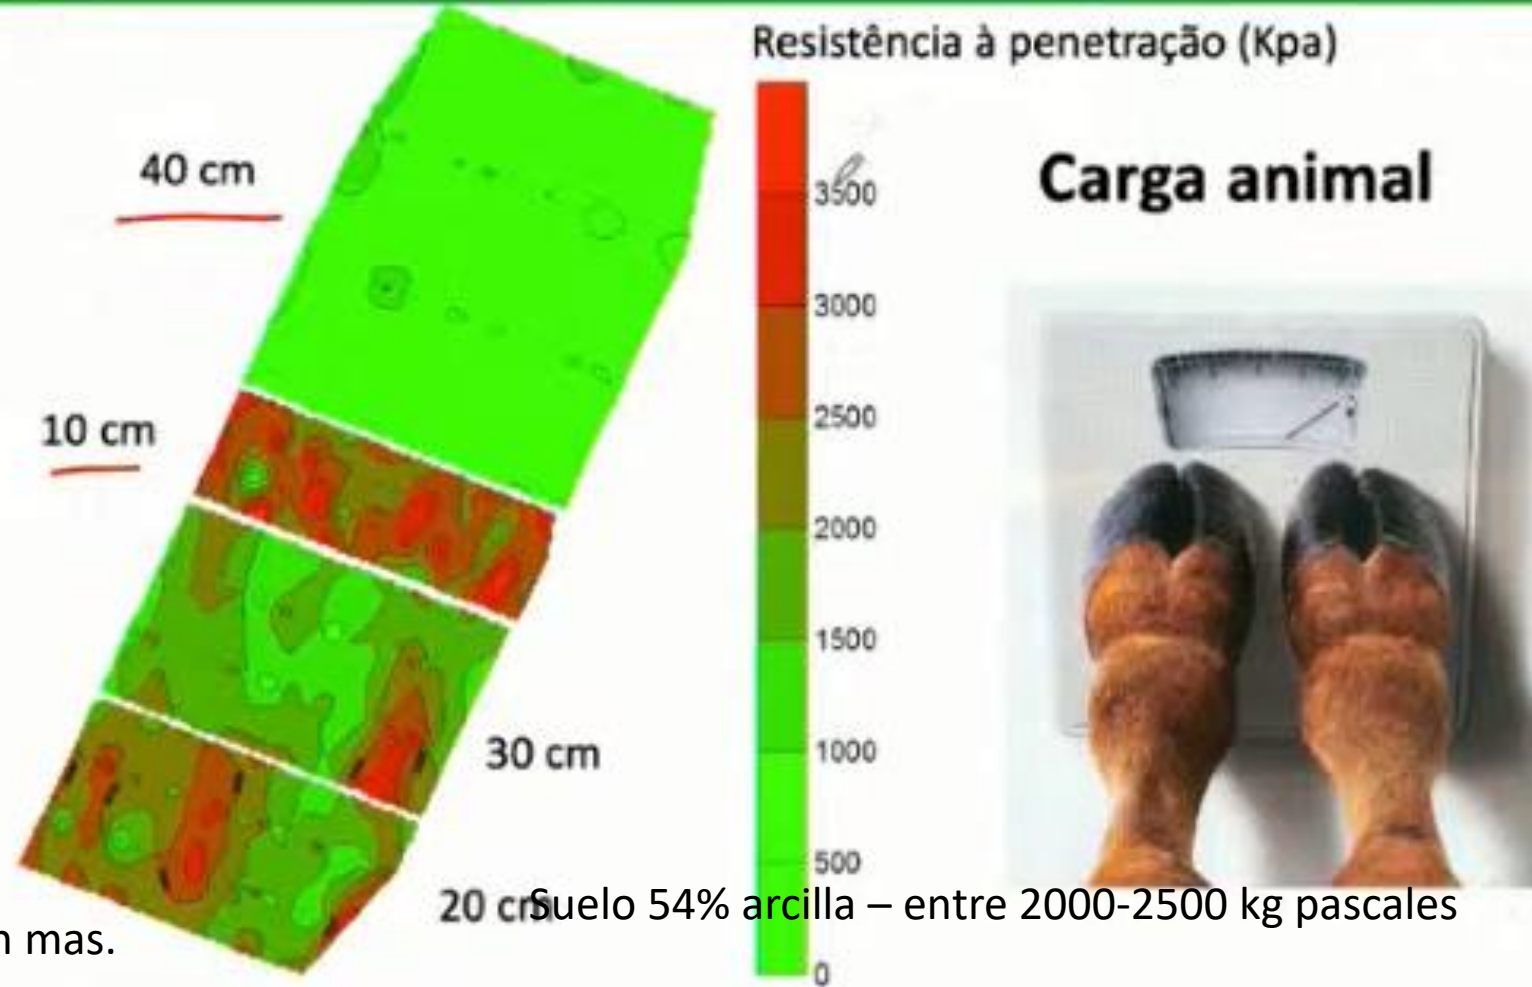 Resistência à penetração (Kpa)
40 cm
3500
Carga animal
3000
10 cm
2500
2000
1500
30 cm
1000
500
20 cm
Suelo 54% arcilla – entre 2000-2500 kg pascales
mas.
0